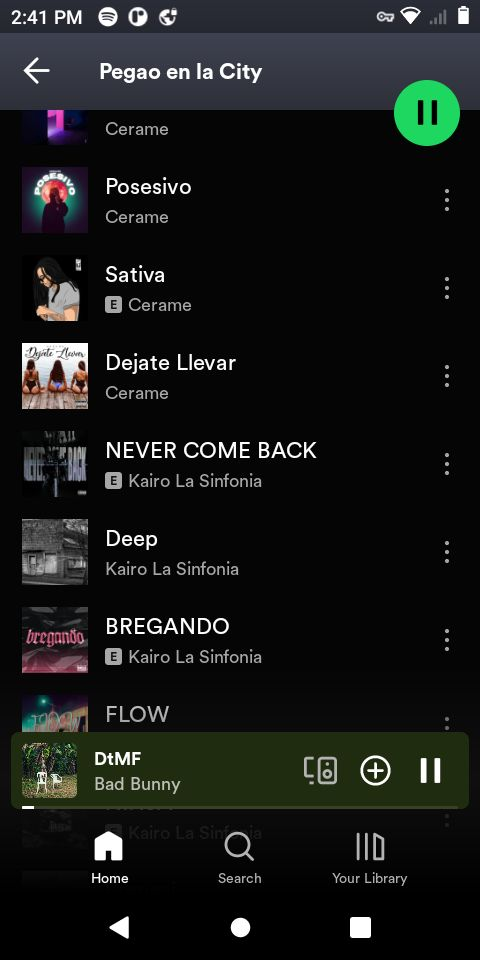 2:41 PM
Pegao en la City
Cerame
POSESIVO
Posesivo
Cerame
Sativa
E Cerame
Dejate Llevar
Dejate Llevar
Cerame
NEVER COME BACK
E Kairo La Sinfonia
Deep
Kairo La Sinfonia
bregando
BREGANDO
E Kairo La Sinfonia
FLOW
FLOW
DtMF
Bad Bunny
E Kairo La Sinfonia
Home
Search
Your Library